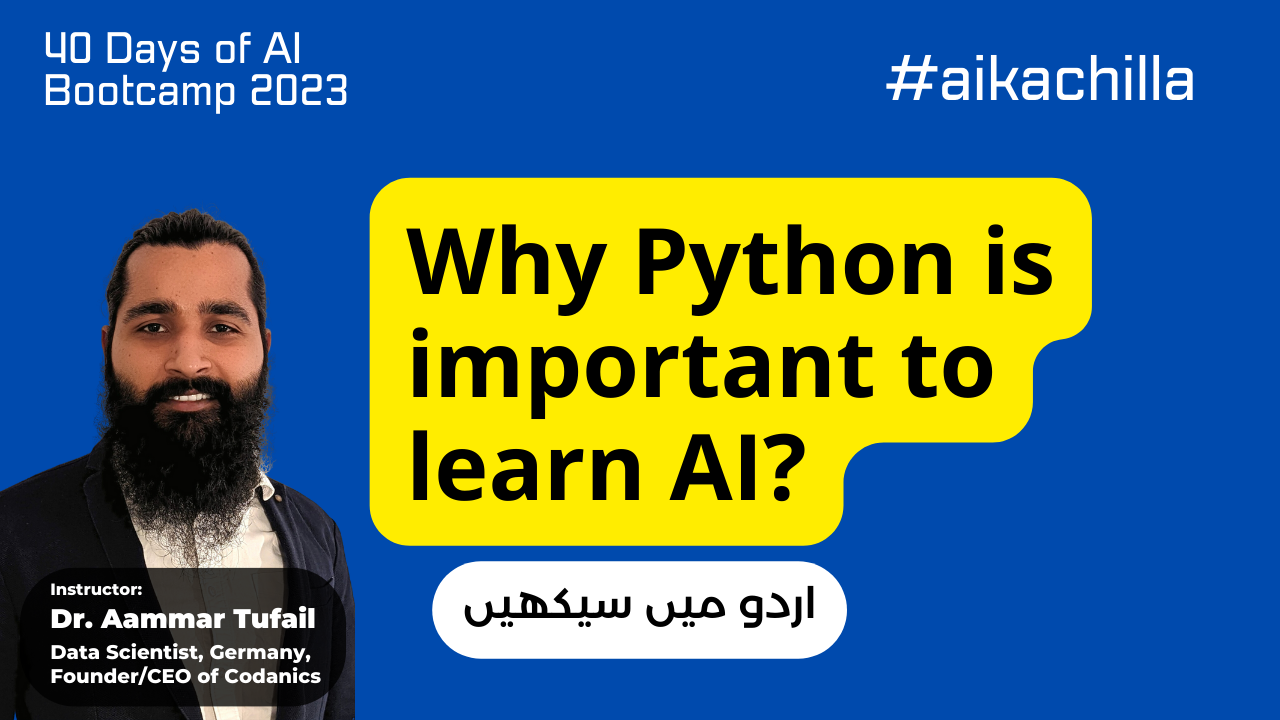 40 Days of AI
Bootcamp 2023
#aikachilla
Why Python is
important to
learn AI?
اردو میں سیکھیں
Instructor:
Dr. Aammar Tufail
Data Scientist, Germany,
Founder/CEO of Codanics